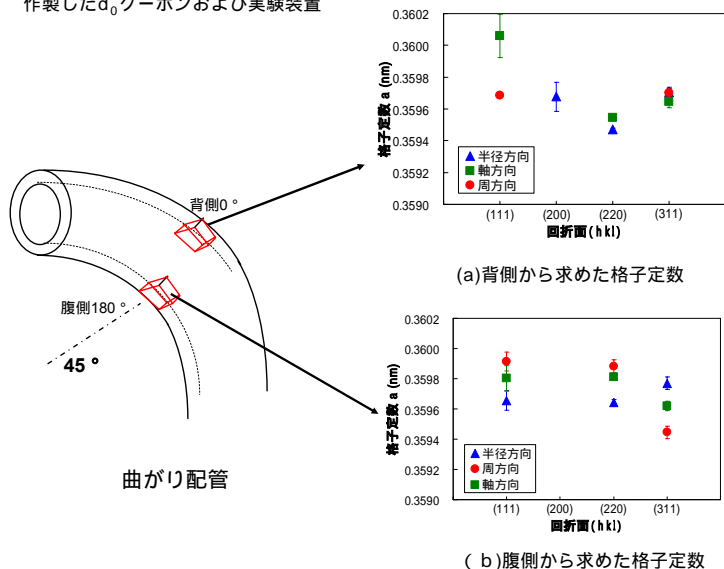 作製したd₀クーポンおよび実験装置
背側0 °
腹側180 °
45 °
曲がり配管
格子定数 a (nm)
0.3602
0.3600
0.3598
0.3596
0.3594
0.3592
0.3590
半径方向
軸方向
周方向
(111) (200) (220) (311)
回折面(hkl)
(a)背側から求めた格子定数
格子定数 a (nm)
0.3602
0.3600
0.3598
0.3596
0.3594
0.3592
0.3590
半径方向
周方向
軸方向
(111) (200) (220) (311)
回折面(hkl)
( b)腹側から求めた格子定数